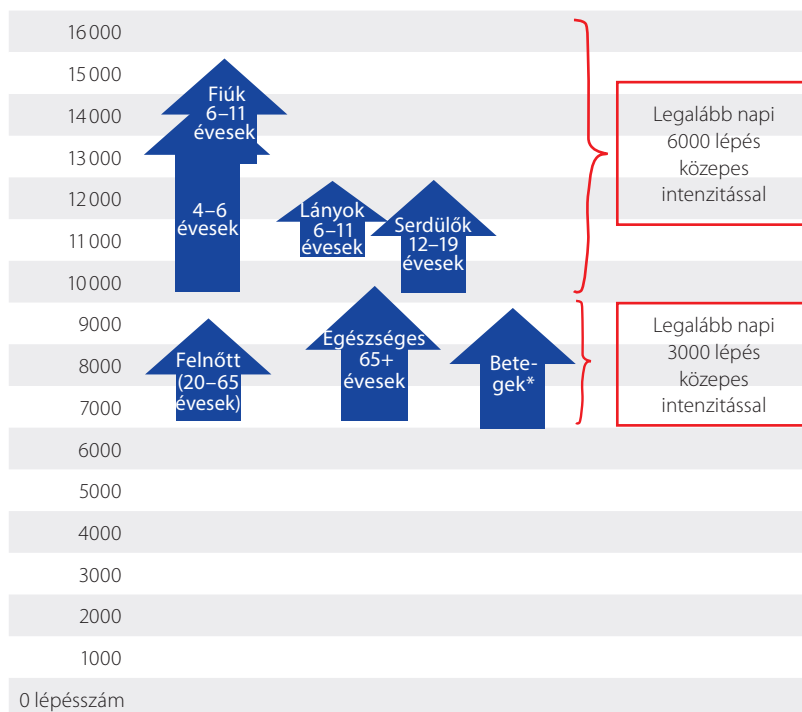 16 000
15 000
14 000
13 000
12 000
11 000
10 000
9000
8000
7000
6000
5000
4000
3000
2000
1000
0 lépésszám
Fiúk
6–11
évesek
4–6
évesek
Lányok
6–11
évesek
Serdülők
12–19
évesek
Legalább napi
6000 lépés
közepes
intenzitással
Felnőtt
(20–65
évesek)
Egészséges
65+
évesek
Bete-
gek*
Legalább napi
3000 lépés
közepes
intenzitással